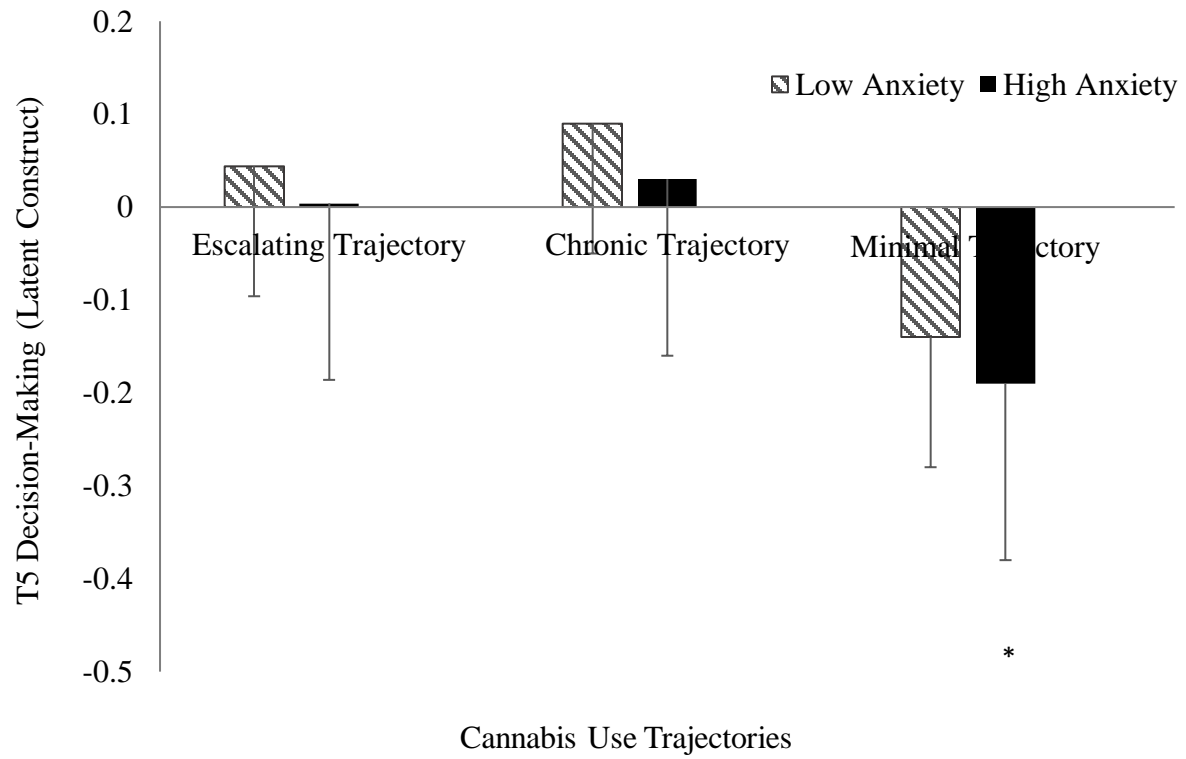 T5 Decision-Making (Latent Construct)
0.2
0.1
0
-0.1
-0.2
-0.3
-0.4
-0.5
Low Anxiety
High Anxiety
Escalating Trajectory
Chronic Trajectory
Minimal Trajectory
*
Cannabis Use Trajectories